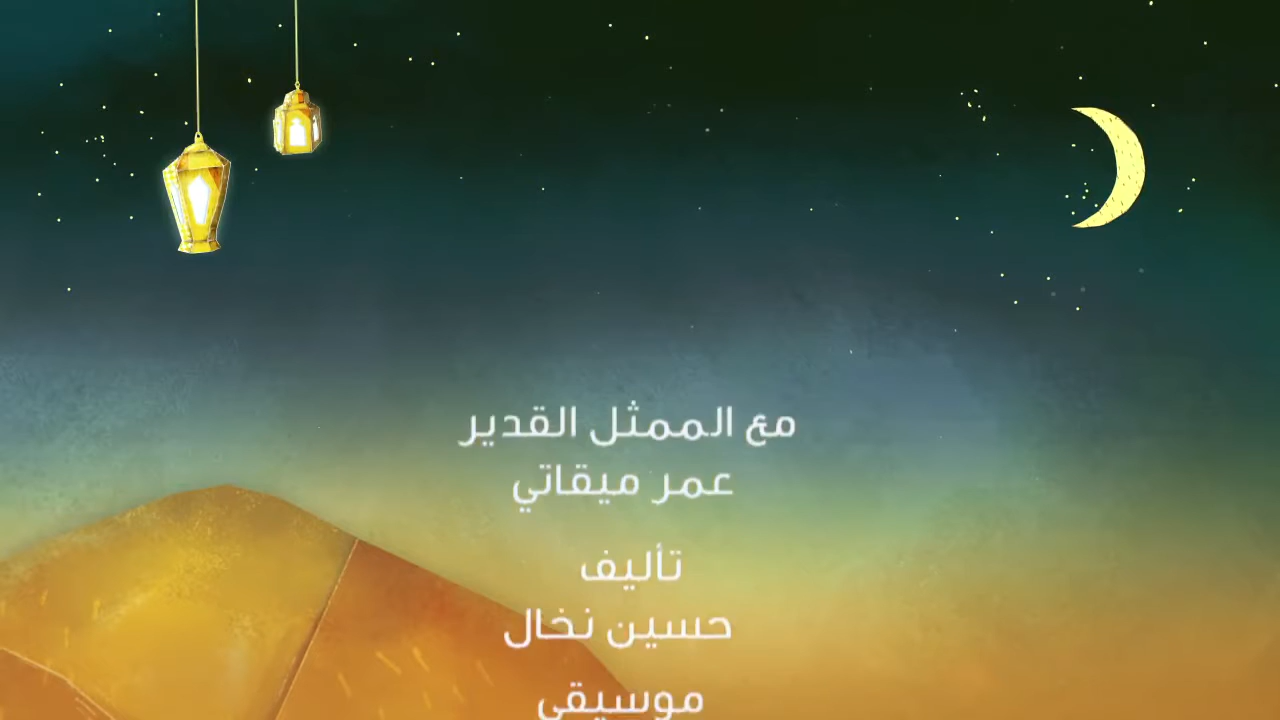 مع الممثل القدير
عمر ميقاتي
تأليف
حسين نخال
موسيقى